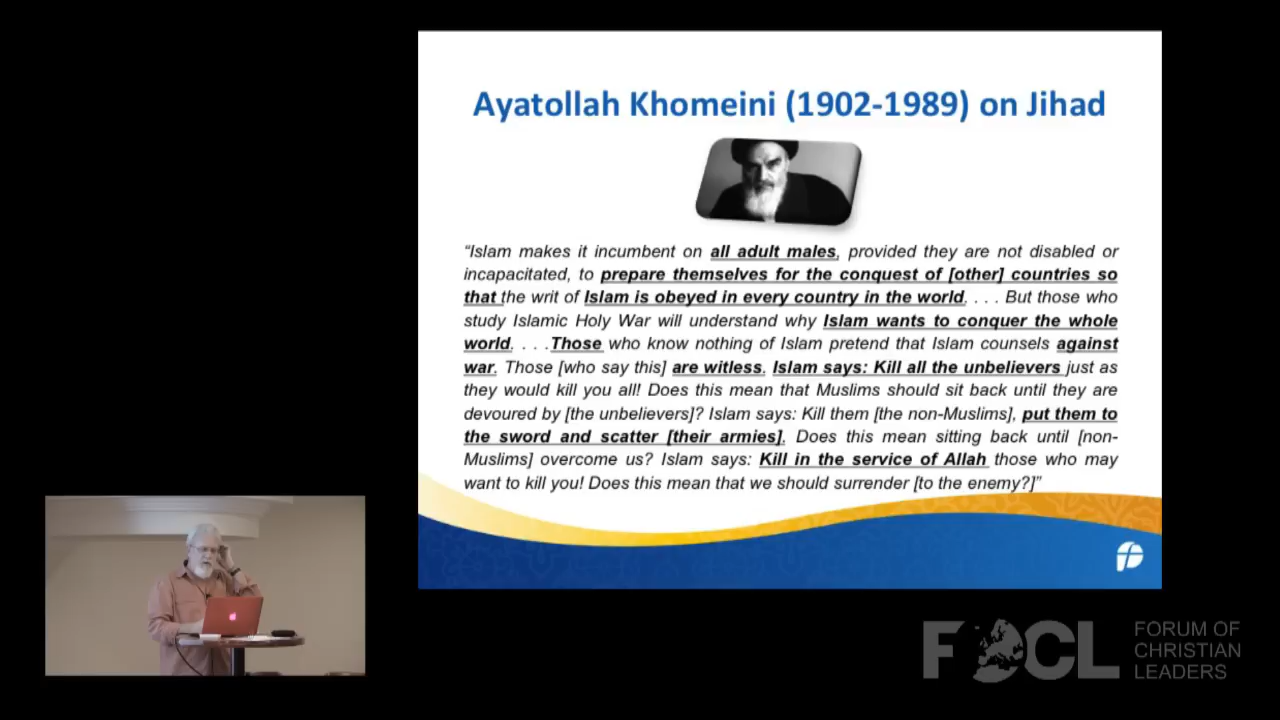 Ayatollah Khomeini (1902-1989) on Jihad
“Islam makes it incumbent on all adult males, provided they are not disabled or
incapacitated, to prepare themselves for the conquest of [other] countries so
that the writ of Islam is obeyed in every country in the world. . . . But those who
study Islamic Holy War will understand why Islam wants to conquer the whole
world. . . .Those who know nothing of Islam pretend that Islam counsels against
war. Those [who say this] are witless. Islam says: Kill all the unbelievers just as
they would kill you all! Does this mean that Muslims should sit back until they are
devoured by [the unbelievers]? Islam says: Kill them [the non-Muslims], put them to
the sword and scatter [their armies]. Does this mean sitting back until [non-
Muslims] overcome us? Islam says: Kill in the service of Allah those who may
want to kill you! Does this mean that we should surrender [to the enemy?]”
FOCL
FORUM OF
CHRISTIAN
LEADERS